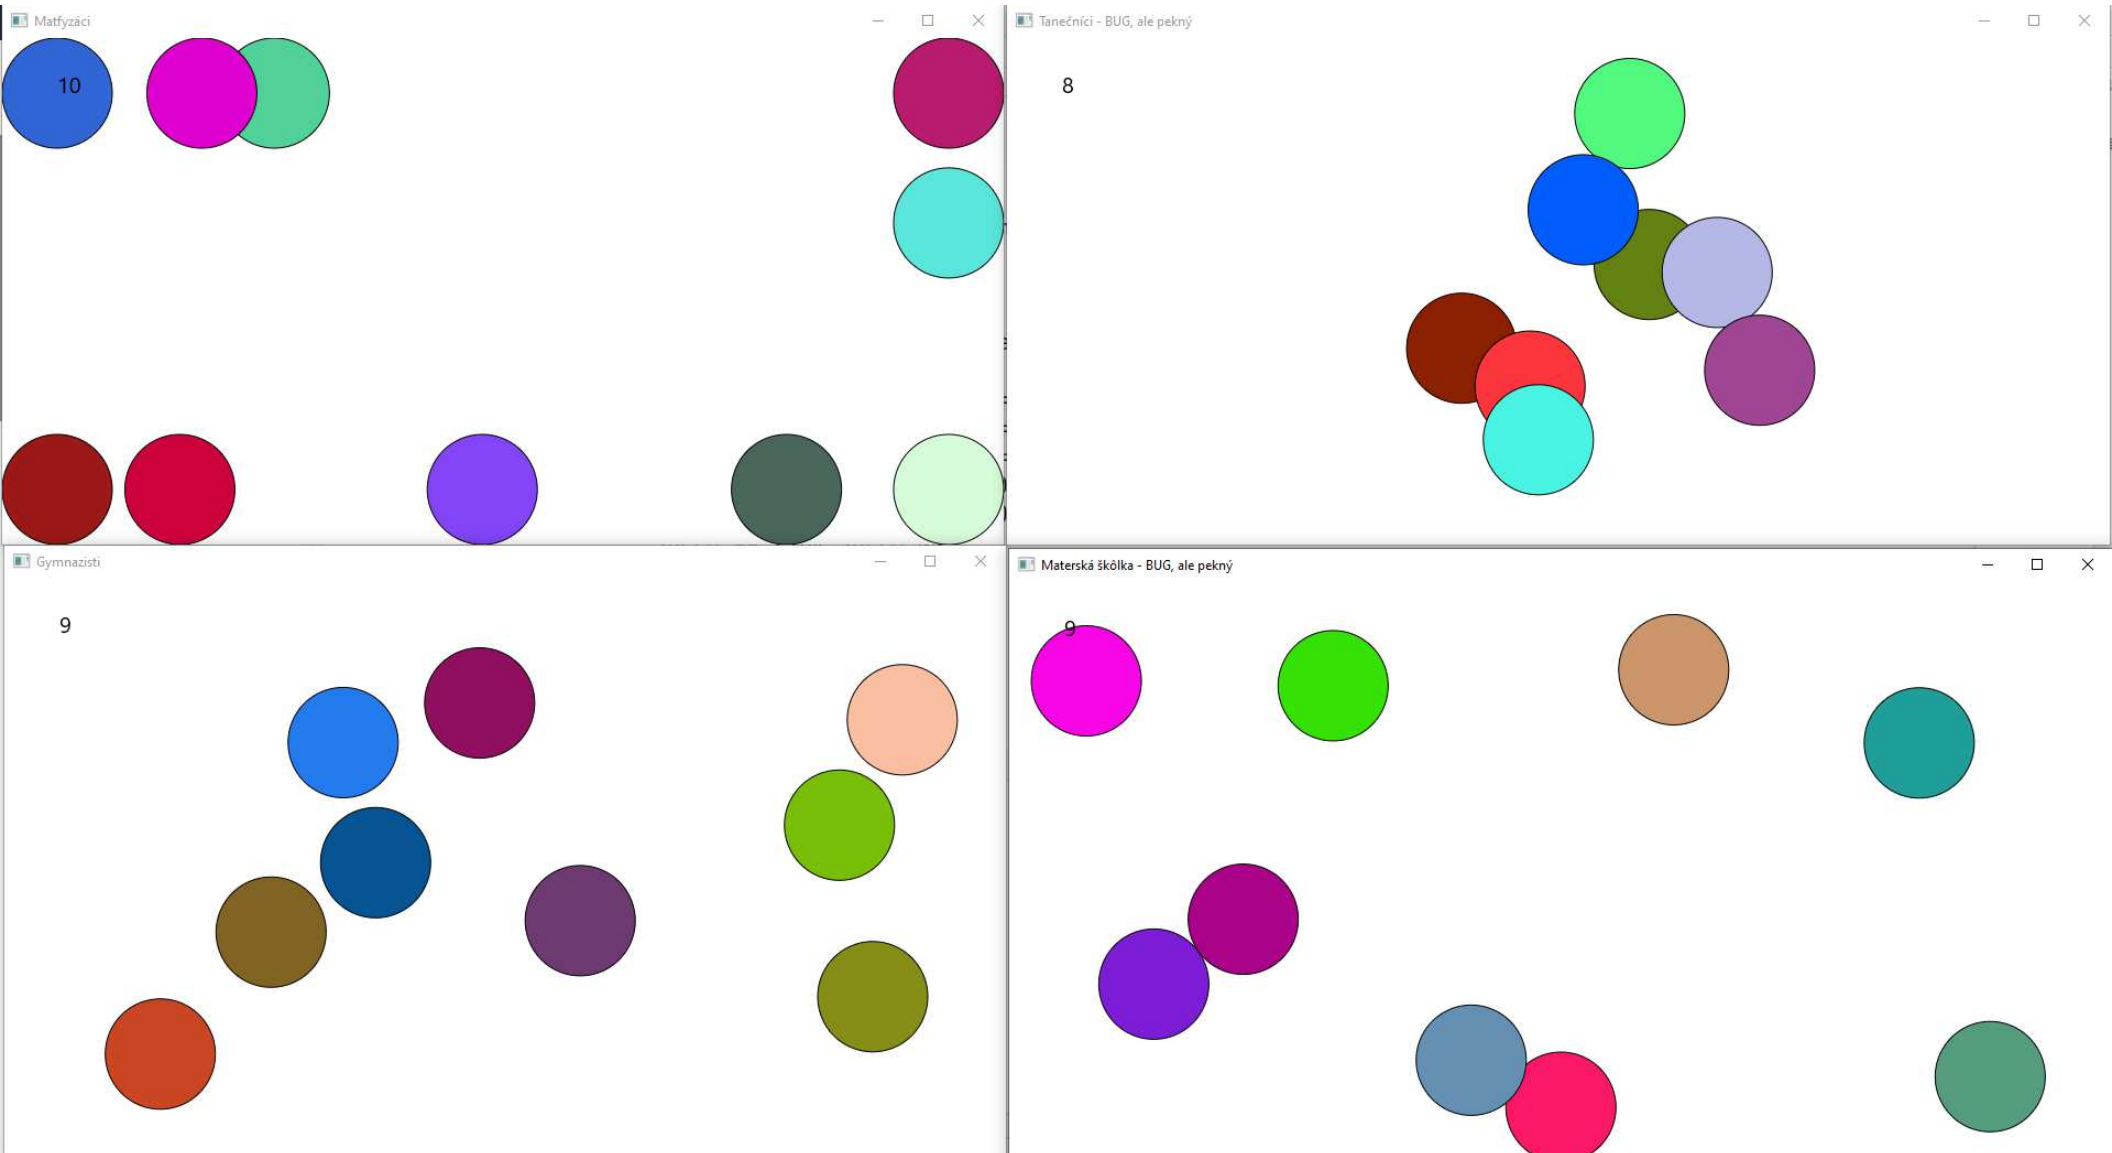 Matfyzáci
10
Tanečníci - BUG, ale pekný
8
Gymnazisti
9
Materská škôlka - BUG, ale pekný
9